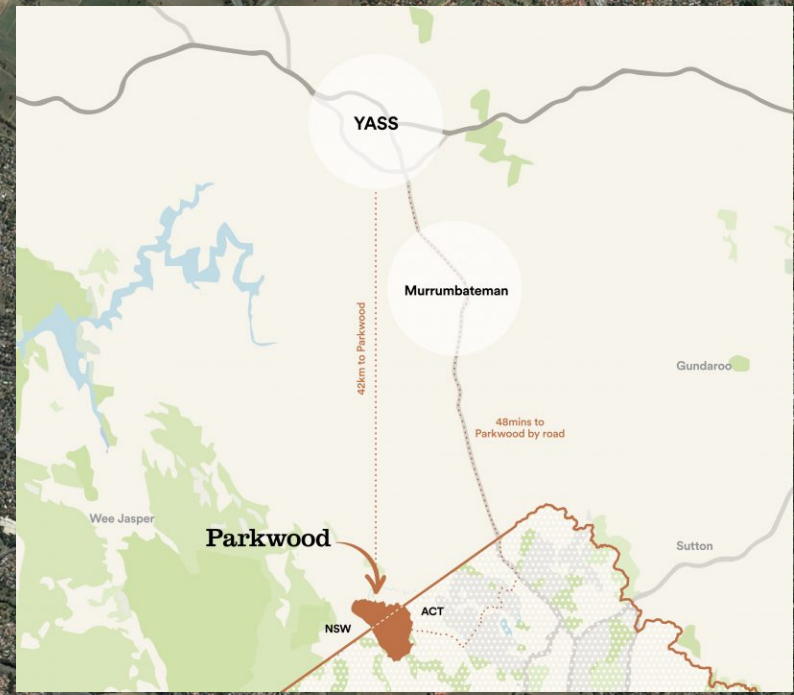 YASS
Murrumbateman
42km to Parkwood
Gundaroo
48mins to
Parkwood by road
Wee Jasper
Parkwood
Sutton
ACT
NSW